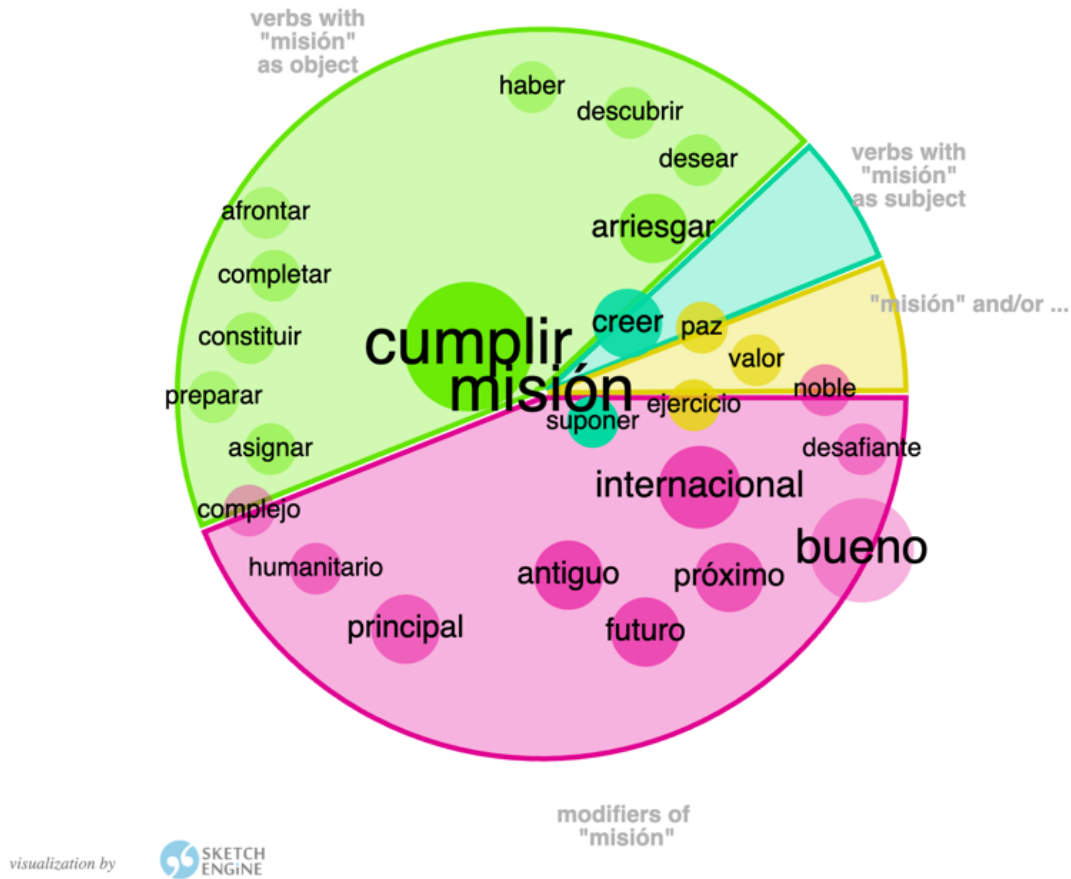 verbs with
"misión"
as object
haber
descubrir
desear
verbs with
"misión"
as subject
afrontar
arriesgar
completar
"misión" and/or ...
constituir
cumplir
creer
paz
valor
misión
noble
preparar
ejercicio
suponer
asignar
desafiante
internacional
complejo
bueno
humanitario
antiguo
próximo
principal
futuro
modifiers of
"misión"
visualization by
SKETCH
ENGINE